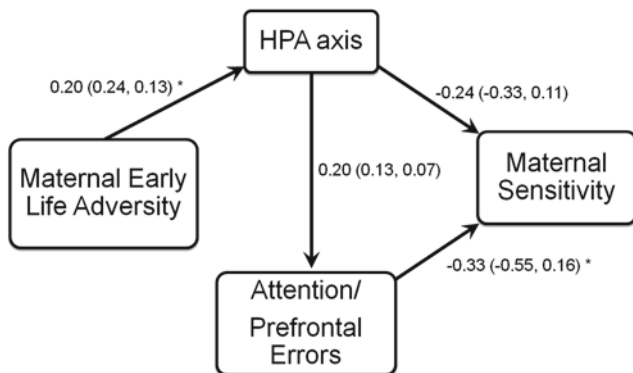 HPA axis
0.20 (0.24, 0.13) *
-0.24 (-0.33, 0.11)
Maternal Early
Life Adversity
0.20 (0.13, 0.07)
Maternal
Sensitivity
-0.33 (-0.55, 0.16) *
Attention/
Prefrontal
Errors